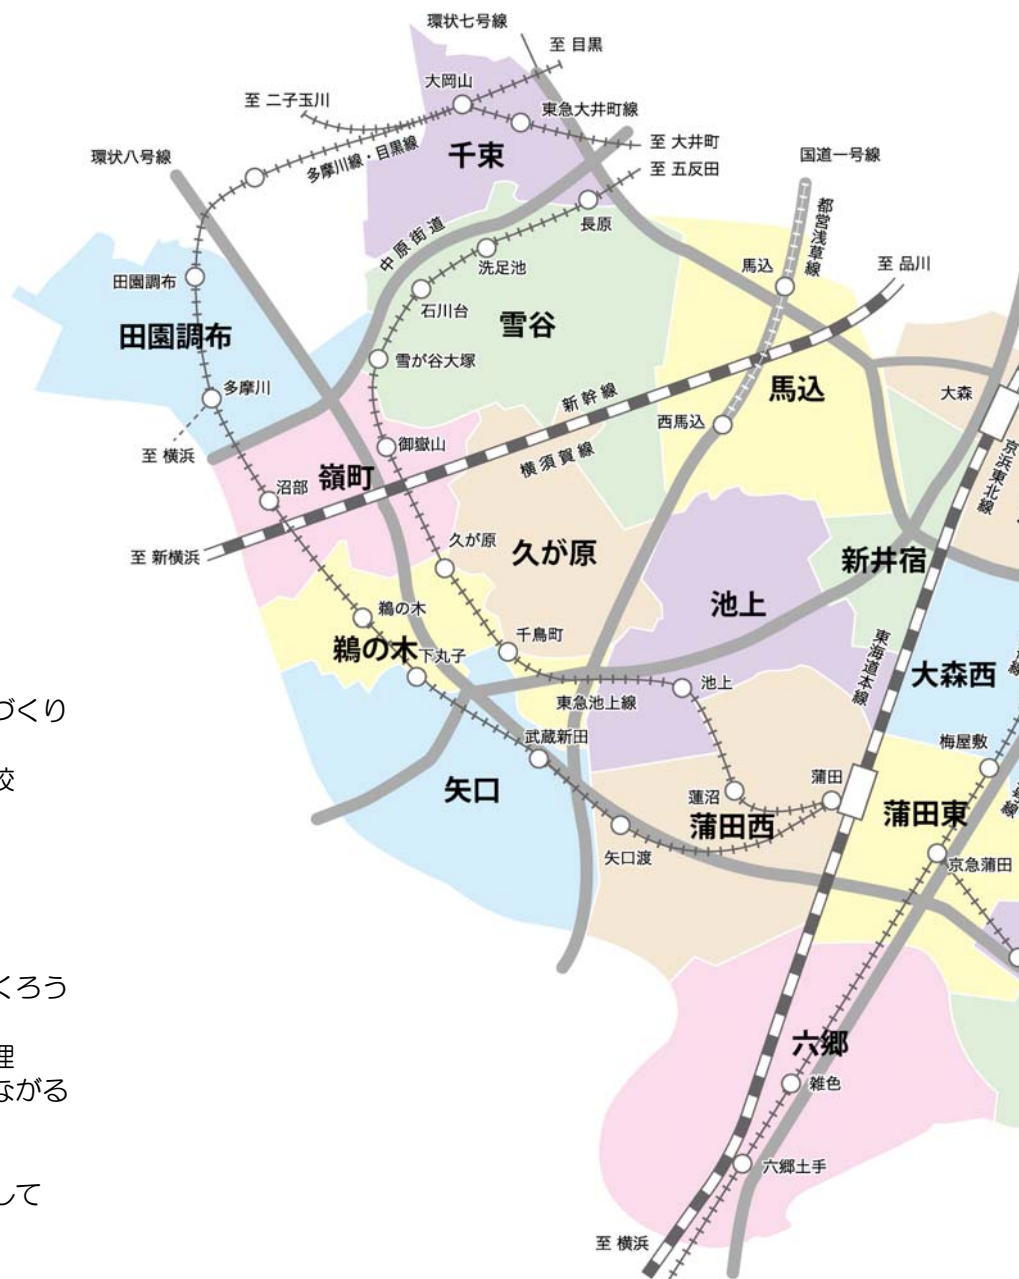 環状七号線
至 目黒
大岡山
至 二子玉川
東急大井町線
至 大井町
多摩川線・目黒線
千束
環状八号線
国道一号線
至 五反田
長原
都営浅草線
中原街道
洗足池
馬込
至 品川
田園調布
石川台
田園調布
雪谷
雪が谷大塚
馬込
多摩川
新幹線
大森
西馬込
至 横浜
御嶽山
横須賀線
嶺町
沼部
京浜東北線
至 新横浜
久が原
久が原
新井宿
池上
鵜の木
千鳥町
鵜の木
下丸子
東海道本線
大森西
池上
東急池上線
づくり
武蔵新田
梅屋敷
校
矢口
蓮沼
蒲田
蒲田西
蒲田東
矢口渡
京急蒲田
くろう
六郷
理
雑色
ながる
六郷土手
して
至 横浜